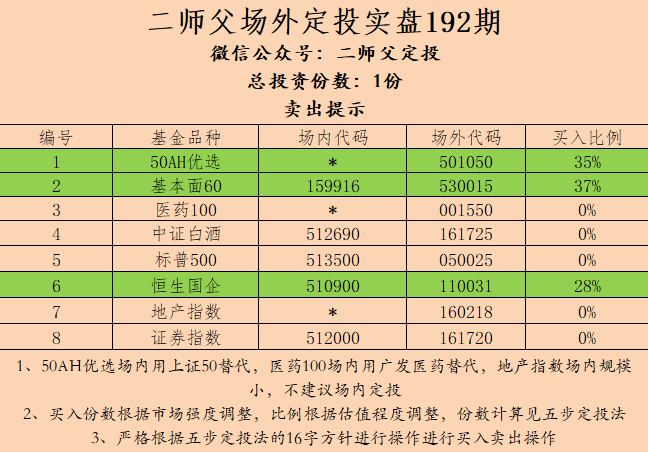 二师父场外定投实盘192期
微信公众号：二师父定投
总投资份数：1份
卖出提示
编号 基金品种 场内代码 场外代码 买入比例
1 50AH优选 * 501050 35%
2 基本面60 159916 530015 37%
3 医药100 * 001550 0%
4 中证白酒 512690 161725 0%
5 标普500 513500 050025 0%
6 恒生国企 510900 110031 28%
7 地产指数 * 160218 0%
8 证券指数 512000 161720 0%
1、50AH优选场内用上证50替代，医药100场内用广发医药替代，地产指数场内规模
小，不建议场内定投
2、买入份数根据市场强度调整，比例根据估值程度调整，份数计算见五步定投法
3、严格根据五步定投法的16字方针进行操作进行买入卖出操作